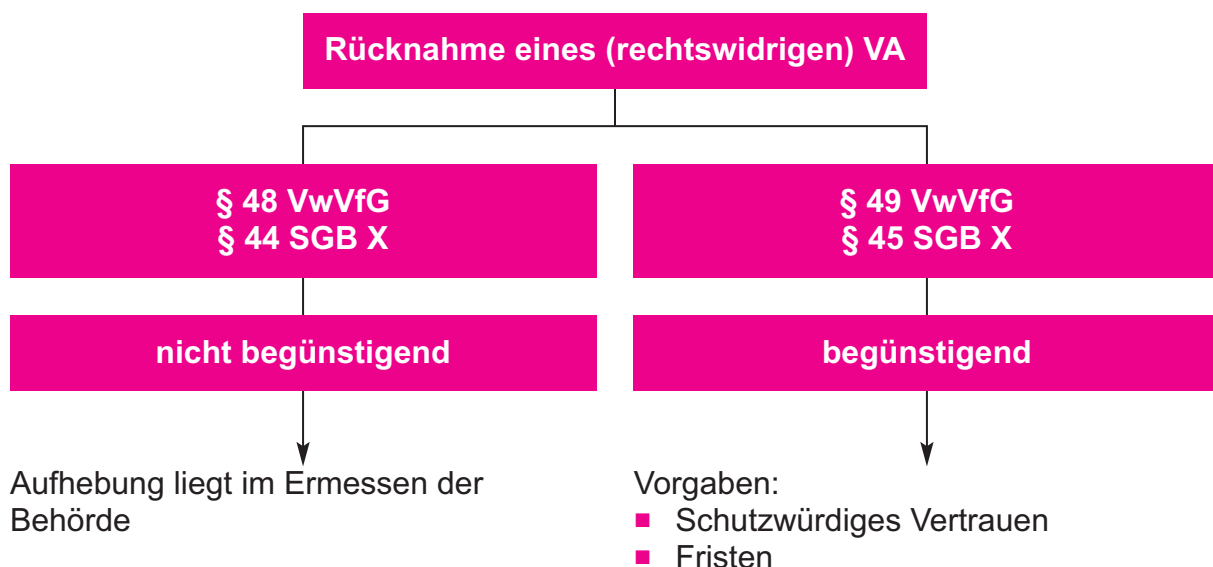 Rücknahme eines (rechtswidrigen) VA
§ 48 VwVfG
§ 44 SGB X
nicht begünstigend
Aufhebung liegt im Ermessen der
Behörde
§ 49 VwVfG
§ 45 SGB X
begünstigend
Vorgaben:
■ Schutzwürdiges Vertrauen
■ Fristen